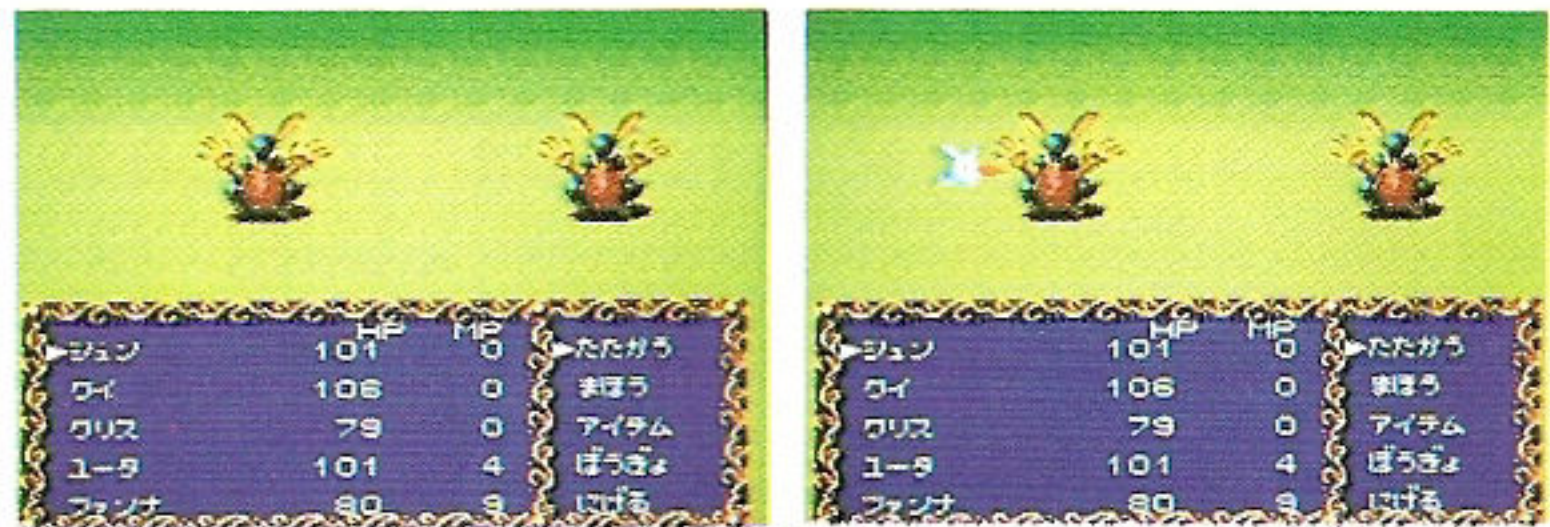 HP MP
ジュン 101 0 たたかう
クイ 106 0 まほう
クリス 79 0 アイテム
ユータ 101 4 ぼうぎょ
ファンナ 80 9 にげる
HP MP
ジュン 101 0 たたかう
クイ 106 0 まほう
クリス 79 0 アイテム
ユータ 101 4 ぼうぎょ
ファンナ 80 9 にげる